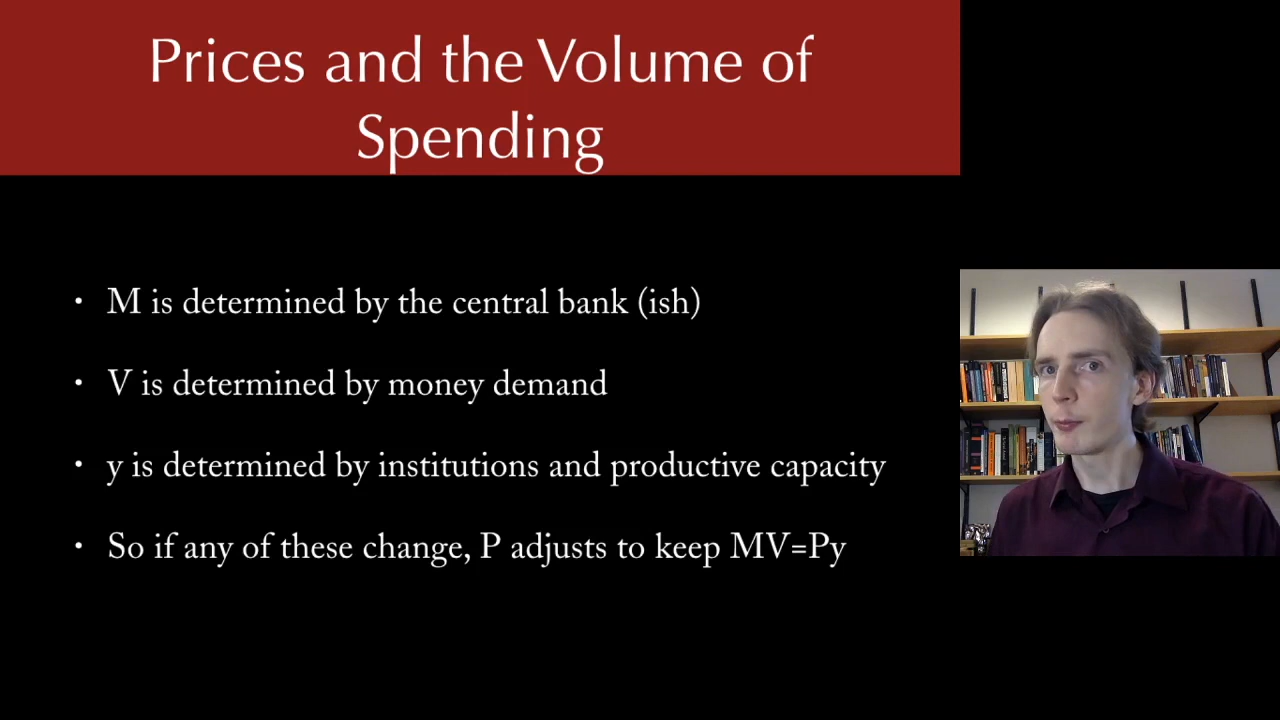 Prices and the Volume of
Spending
• M is determined by the central bank (ish)
• V is determined by money demand
• y is determined by institutions and productive capacity
• So if any of these change, P adjusts to keep MV=Py